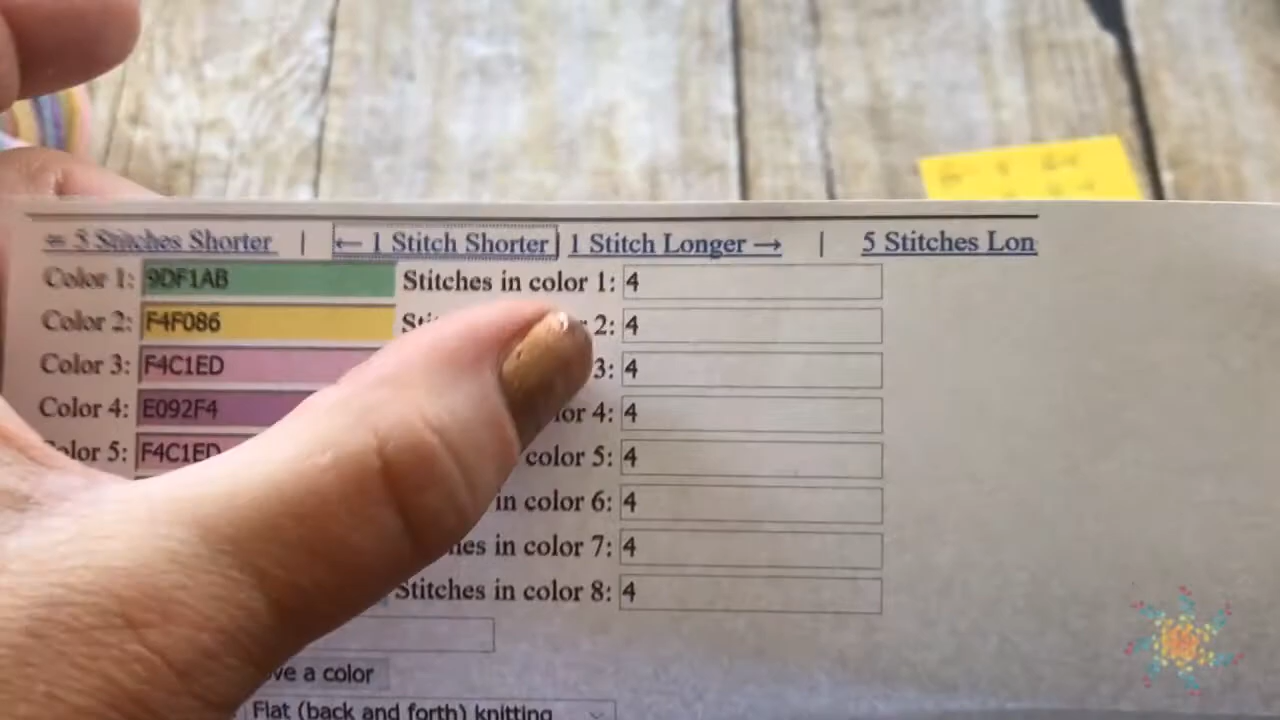 ⇐ 5 Stitches Shorter | ← 1 Stitch Shorter 1 Stitch Longer → | 5 Stitches Lon
Color 1: 9DF1AB Stitches in color 1: 4
Color 2: F4F086 2: 4
Color 3: F4C1ED 3: 4
Color 4: E092F4 4: 4
Color 5: F4C1ED color 5: 4
in color 6: 4
in color 7: 4
Stitches in color 8: 4
a color
Flat (back and forth) knitting